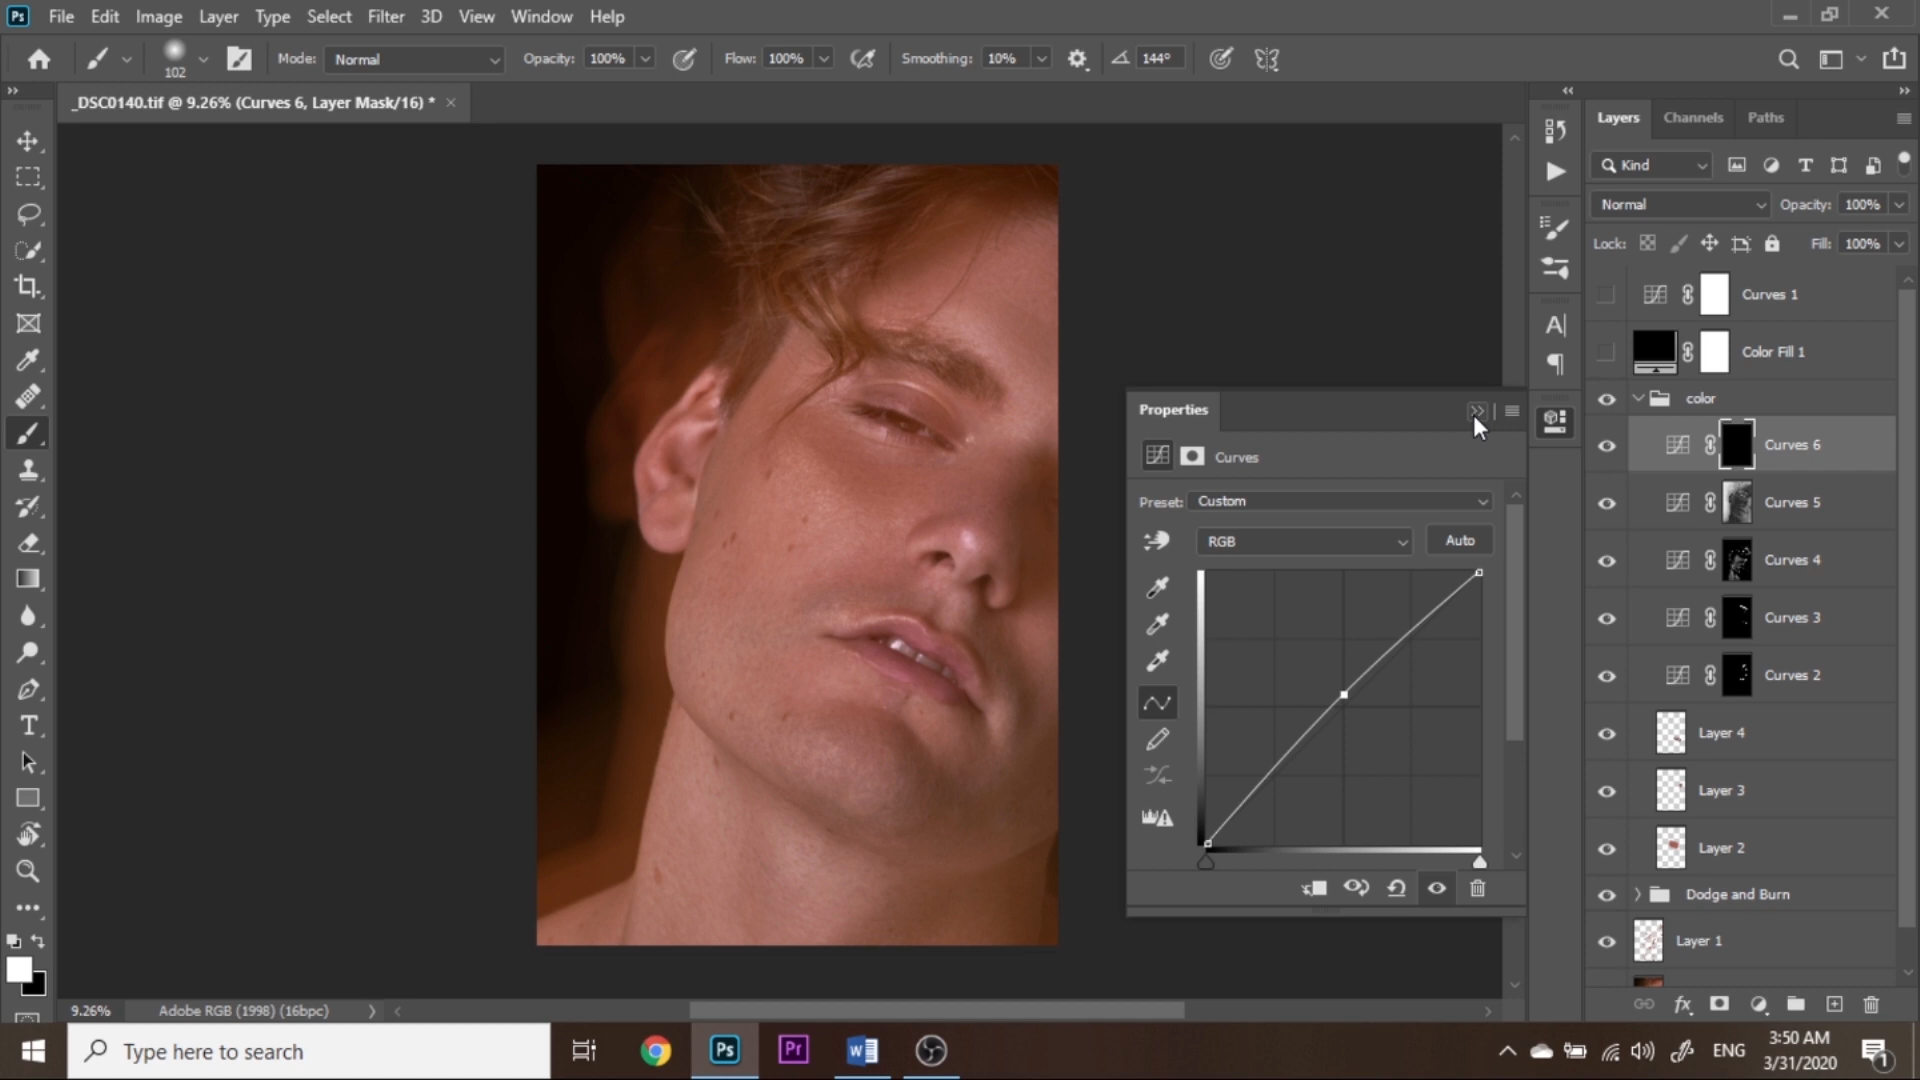 Ps File Edit Image Layer Type Select Filter 3D View Window Help
102 Mode: Normal Opacity: 100% Flow: 100% Smoothing: 10% 144°
_DSC0140.tif @ 9.26% (Curves 6, Layer Mask/16) * ×
Layers Channels Paths
Kind
Normal Opacity: 100%
Lock: Fill: 100%
Curves 1
Color Fill 1
color
Curves 6
Curves 5
Curves 4
Curves 3
Curves 2
Layer 4
Layer 3
Layer 2
Dodge and Burn
Layer 1
Properties
Curves
Preset: Custom
RGB Auto
9.26% Adobe RGB (1998) (16bpc)
Type here to search
Ps Pr W
ENG
3:50 AM
3/31/2020
1